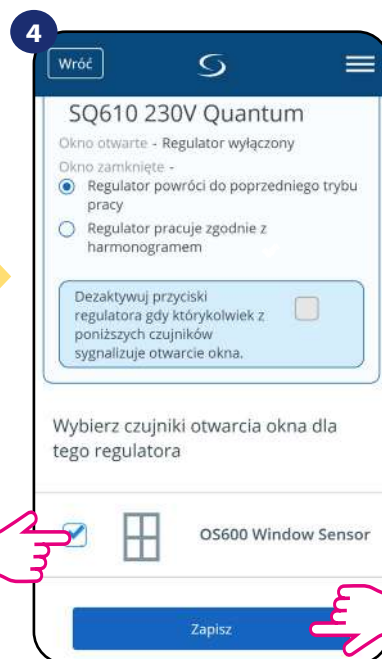 4
Wróć
SQ610 230V Quantum
Okno otwarte - Regulator wyłączony
Okno zamknięte -
Regulator powróci do poprzedniego trybu
pracy
Regulator pracuje zgodnie z
harmonogramem
Dezaktywuj przyciski
regulatora gdy którykolwiek z
poniższych czujników
sygnalizuje otwarcie okna.
Wybierz czujniki otwarcia okna dla
tego regulatora
OS600 Window Sensor
Zapisz